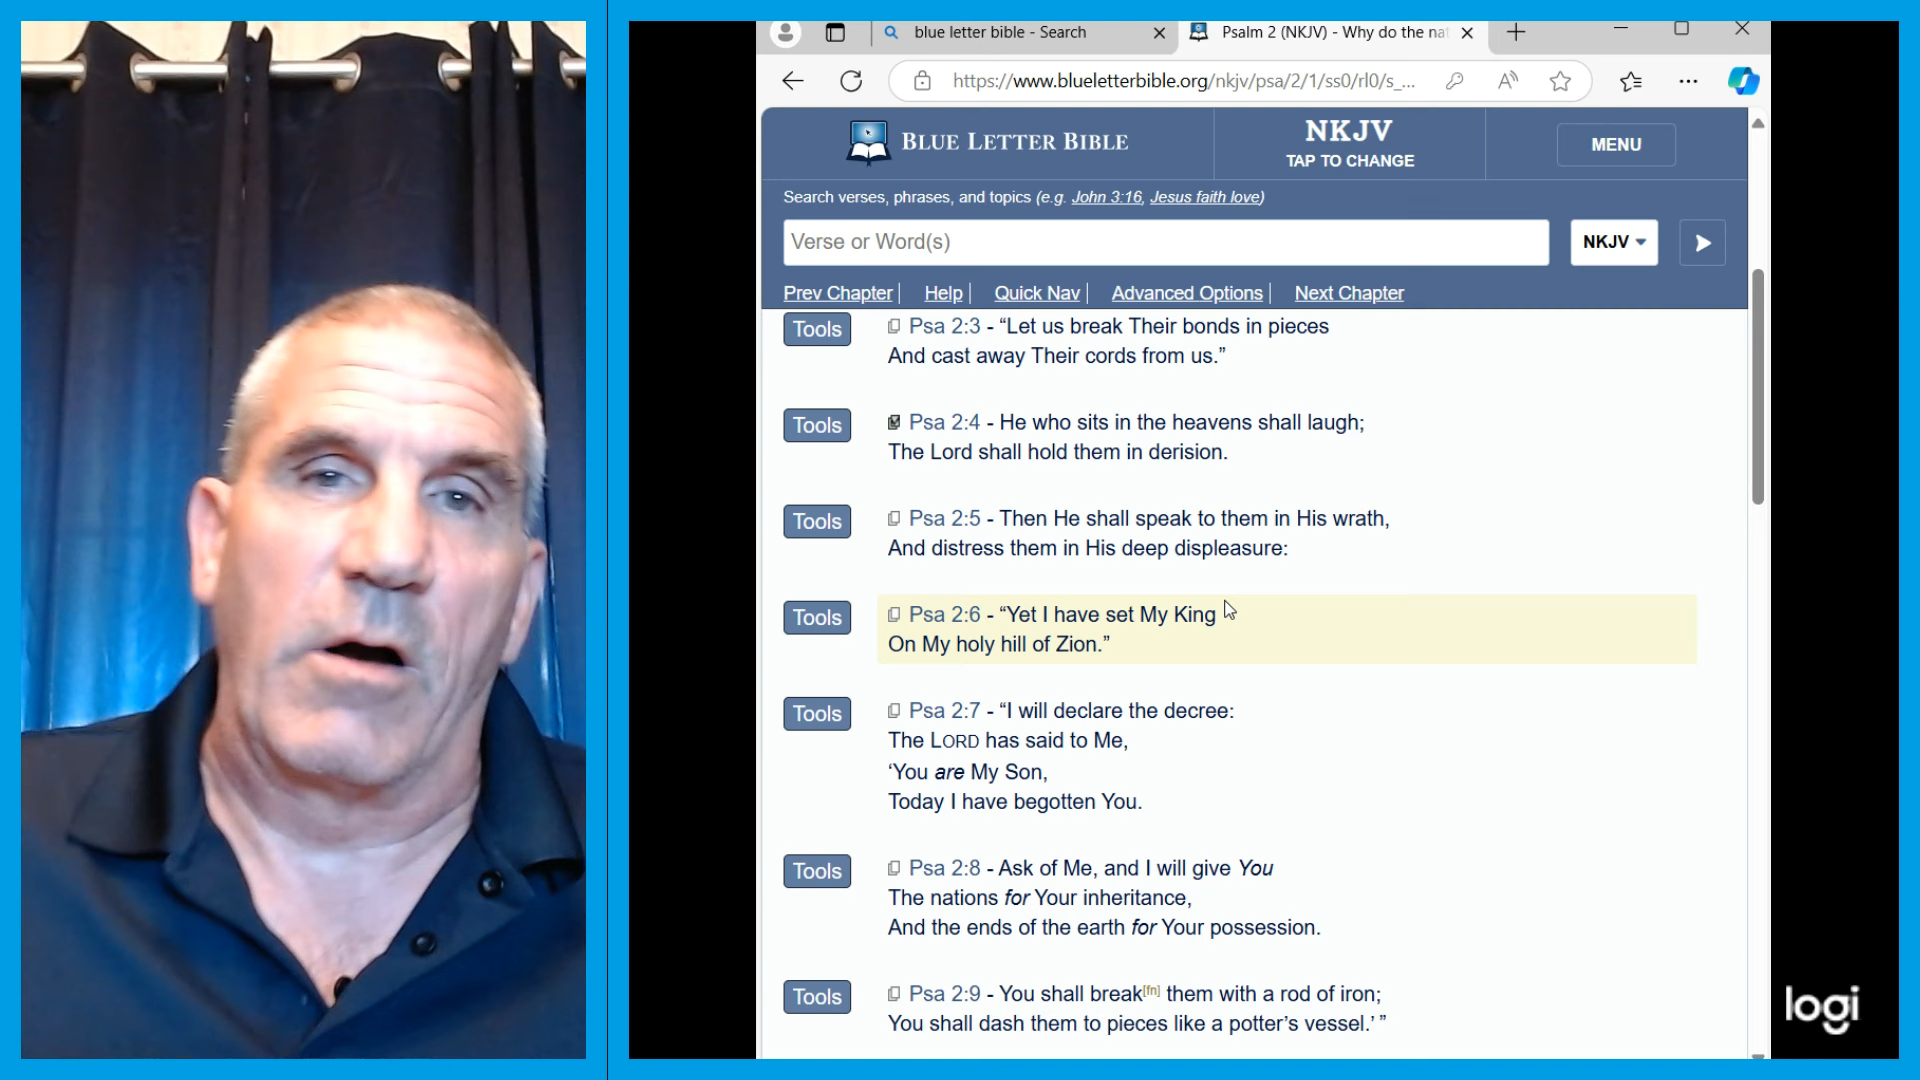 blue letter bible - Search
Psalm 2 (NKJV) - Why do the nat
https://www.blueletterbible.org/nkjv/psa/2/1/ss0/rl0/s_...
BLUE LETTER BIBLE
NKJV
TAP TO CHANGE
MENU
Search verses, phrases, and topics (e.g. John 3:16, Jesus faith love)
Verse or Word(s)
NKJV
Prev Chapter | Help | Quick Nav | Advanced Options | Next Chapter
Tools
Psa 2:3 - “Let us break Their bonds in pieces
And cast away Their cords from us.”
Tools
Psa 2:4 - He who sits in the heavens shall laugh;
The Lord shall hold them in derision.
Tools
Psa 2:5 - Then He shall speak to them in His wrath,
And distress them in His deep displeasure:
Tools
Psa 2:6 - “Yet I have set My King
On My holy hill of Zion.”
Tools
Psa 2:7 - “I will declare the decree:
The LORD has said to Me,
‘You are My Son,
Today I have begotten You.
Tools
Psa 2:8 - Ask of Me, and I will give You
The nations for Your inheritance,
And the ends of the earth for Your possession.
Tools
Psa 2:9 - You shall break[fn] them with a rod of iron;
You shall dash them to pieces like a potter’s vessel.’ ”
logi